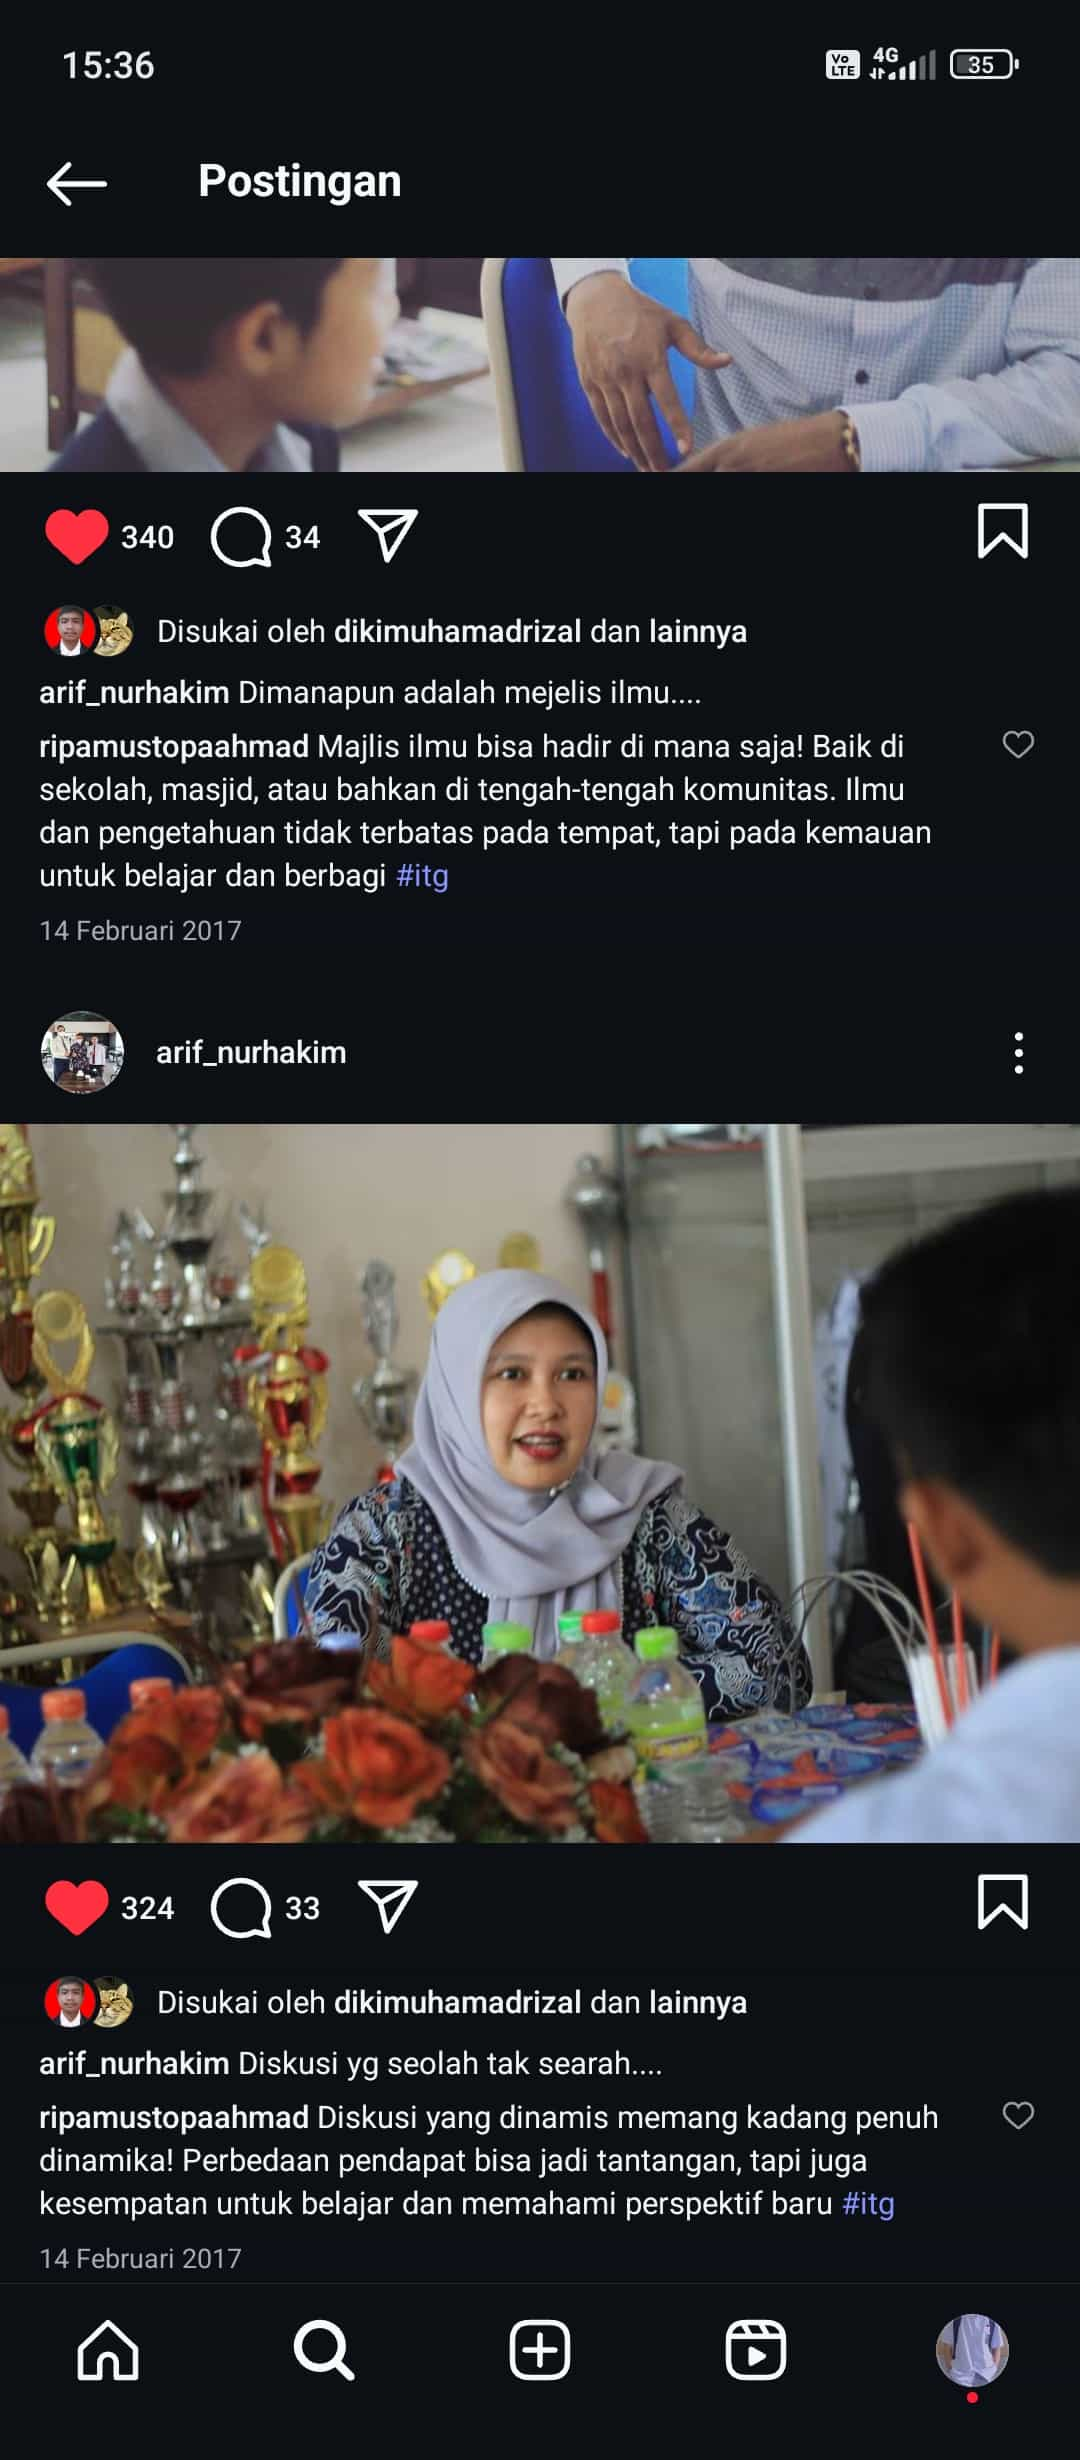 15:36
Vo LTE
4G
35
Postingan
340
34
Disukai oleh dikimuhamadrizal dan lainnya
arif_nurhakim Dimanapun adalah mejelis ilmu....
ripamustopaahmad Majlis ilmu bisa hadir di mana saja! Baik di
sekolah, masjid, atau bahkan di tengah-tengah komunitas. Ilmu
dan pengetahuan tidak terbatas pada tempat, tapi pada kemauan
untuk belajar dan berbagi #itg
14 Februari 2017
arif_nurhakim
324
33
Disukai oleh dikimuhamadrizal dan lainnya
arif_nurhakim Diskusi yg seolah tak searah....
ripamustopaahmad Diskusi yang dinamis memang kadang penuh
dinamika! Perbedaan pendapat bisa jadi tantangan, tapi juga
kesempatan untuk belajar dan memahami perspektif baru #itg
14 Februari 2017